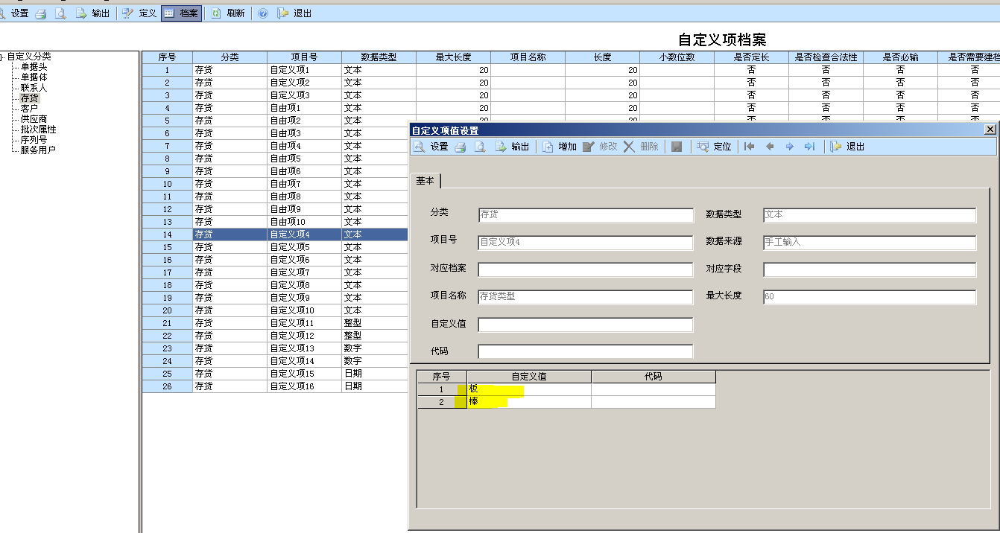 设置 输出 定义 档案 刷新 退出
自定义项档案
自定义分类
单据头
单据体
联系人
存货
客户
供应商
批次属性
序列号
服务用户
序号 分类 项目号 数据类型 最大长度 项目名称 长度 小数位数 是否定长 是否检查合法性 是否必输 是否需要建档
1 存货 自定义项1 文本 20 20 否 否 否 否
2 存货 自定义项2 文本 20 20 否 否 否 否
3 存货 自定义项3 文本 20 20 否 否 否 否
4 存货 自由项1 文本 20 20 否 否 否 否
5 存货 自由项2 文本 20 20 否 否 否 否
6 存货 自由项3 文本
7 存货 自由项4 文本
8 存货 自由项5 文本
9 存货 自由项6 文本
10 存货 自由项7 文本
11 存货 自由项8 文本
12 存货 自由项9 文本
13 存货 自由项10 文本
14 存货 自定义项4 文本
15 存货 自定义项5 文本
16 存货 自定义项6 文本
17 存货 自定义项7 文本
18 存货 自定义项8 文本
19 存货 自定义项9 文本
20 存货 自定义项10 文本
21 存货 自定义项11 整型
22 存货 自定义项12 整型
23 存货 自定义项13 数字
24 存货 自定义项14 数字
25 存货 自定义项15 日期
26 存货 自定义项16 日期
自定义项值设置
设置 输出 增加 修改 删除 定位 退出
基本
分类 存货 数据类型 文本
项目号 自定义项4 数据来源 手工输入
对应档案 对应字段
项目名称 存货类型 最大长度 60
自定义值
代码
序号 自定义值 代码
1 板
2 棒